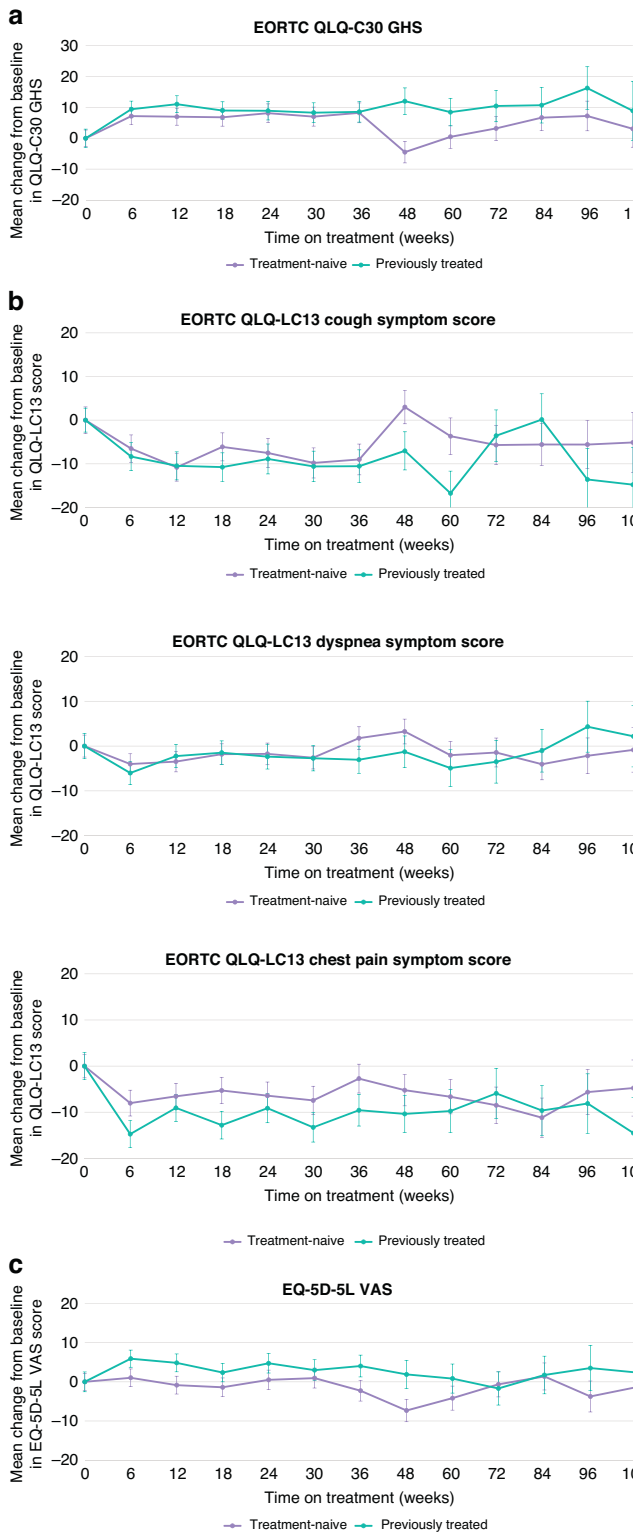 a
EORTC QLQ-C30 GHS
Mean change from baseline
in QLQ-C30 GHS
30
20
10
0
–10
–20
0 6 12 18 24 30 36 48 60 72 84 96 1
Time on treatment (weeks)
Treatment-naive Previously treated
b
EORTC QLQ-LC13 cough symptom score
Mean change from baseline
in QLQ-LC13 score
20
10
0
–10
–20
0 6 12 18 24 30 36 48 60 72 84 96 10
Time on treatment (weeks)
Treatment-naive Previously treated
EORTC QLQ-LC13 dyspnea symptom score
Mean change from baseline
in QLQ-LC13 score
20
10
0
–10
–20
0 6 12 18 24 30 36 48 60 72 84 96 10
Time on treatment (weeks)
Treatment-naive Previously treated
EORTC QLQ-LC13 chest pain symptom score
Mean change from baseline
in QLQ-LC13 score
20
10
0
–10
–20
0 6 12 18 24 30 36 48 60 72 84 96 10
Time on treatment (weeks)
Treatment-naive Previously treated
c
EQ-5D-5L VAS
Mean change from baseline
in EQ-5D-5L VAS score
20
10
0
–10
–20
0 6 12 18 24 30 36 48 60 72 84 96 10
Time on treatment (weeks)
Treatment-naive Previously treated